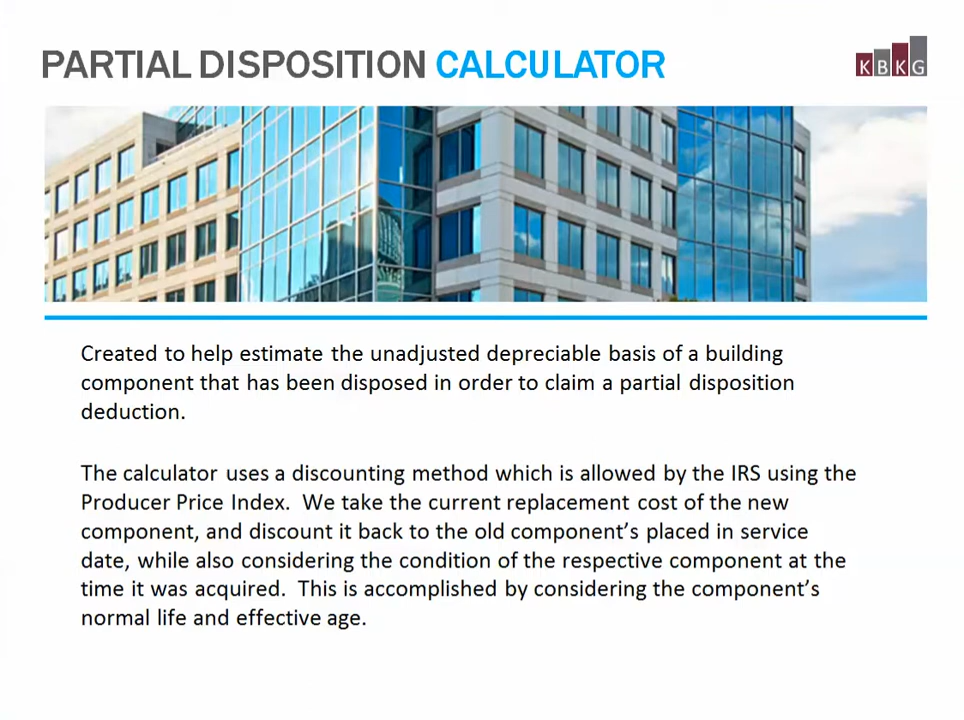 PARTIAL DISPOSITION CALCULATOR
KBKG
Created to help estimate the unadjusted depreciable basis of a building
component that has been disposed in order to claim a partial disposition
deduction.
The calculator uses a discounting method which is allowed by the IRS using the
Producer Price Index.  We take the current replacement cost of the new
component, and discount it back to the old component’s placed in service
date, while also considering the condition of the respective component at the
time it was acquired.  This is accomplished by considering the component’s
normal life and effective age.